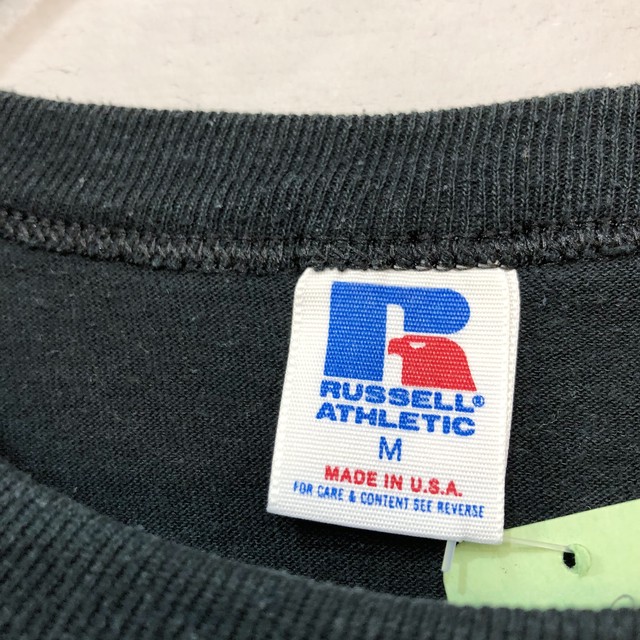 R
RUSSELL®
ATHLETIC
M
MADE IN U.S.A.
FOR CARE & CONTENT SEE REVERSE